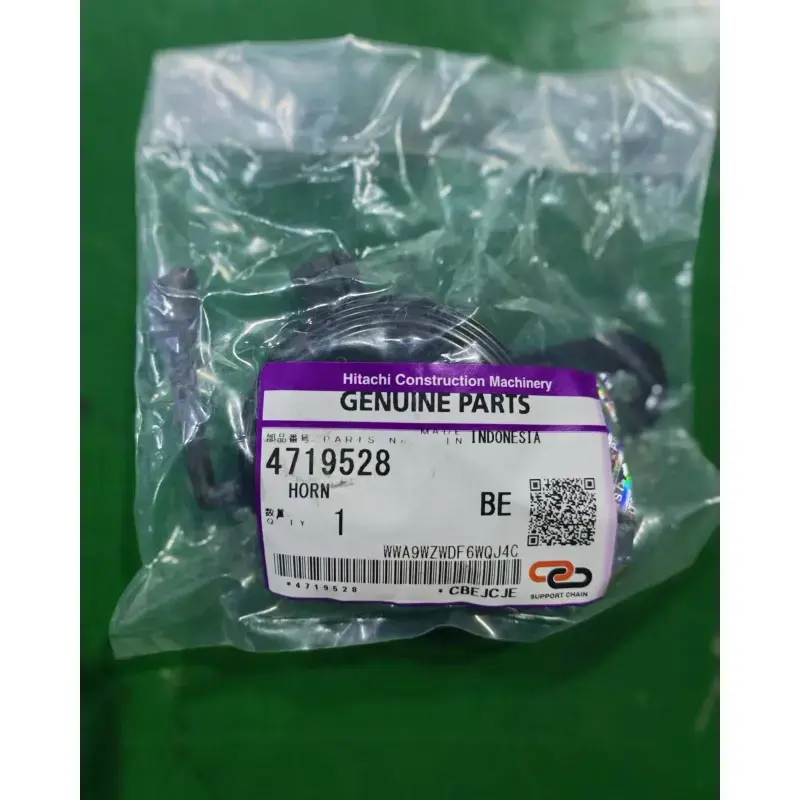 Hitachi Construction Machinery
GENUINE PARTS
部品番号 PARTS No. MADE IN INDONESIA
4719528
HORN
BE
数量
Q'TY 1
WWA9WZWDF6WQJ4C
*4719528 *CBEJCJE
SUPPORT CHAIN